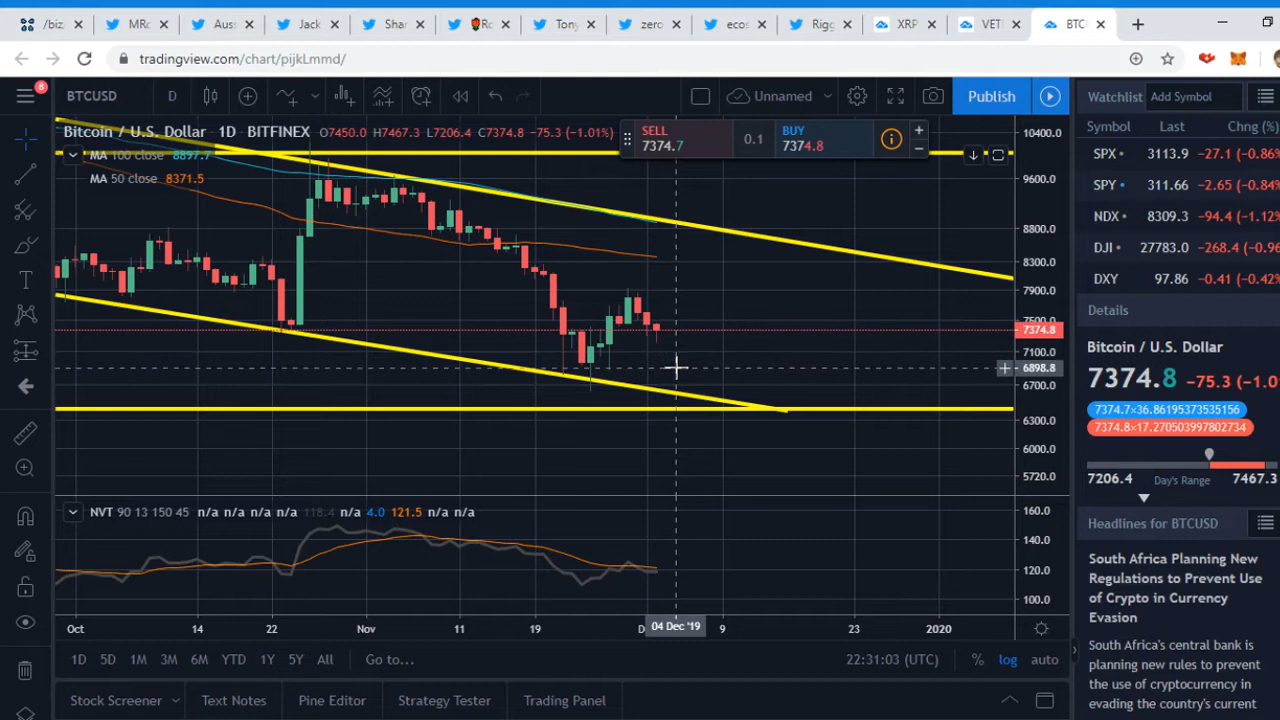 /biz
MRo
Aus
Jack
Shar
Ro
Tony
zero
ecos
Rigg
XRP
VET
BTC
tradingview.com/chart/pijkLmmd/
8
BTCUSD
D
Unnamed
Publish
Bitcoin / U.S. Dollar · 1D · BITFINEX O7450.0 H7467.3 L7206.4 C7374.8 −75.3 (−1.01%)
MA 100 close 8897.7
MA 50 close 8371.5
SELL
7374.7
0.1
BUY
7374.8
10400.0
9600.0
8800.0
8300.0
7900.0
7500.0
7374.8
7100.0
6898.8
6700.0
6300.0
6000.0
5720.0
NVT 90 13 150 45 n/a n/a n/a n/a 118.4 n/a 4.0 121.5 n/a n/a
160.0
140.0
120.0
100.0
Oct 14 22 Nov 11 19 04 Dec '19 9 23 2020
1D 5D 1M 3M 6M YTD 1Y 5Y All Go to...
22:31:03 (UTC) % log auto
Stock Screener Text Notes Pine Editor Strategy Tester Trading Panel
Watchlist Add Symbol
Symbol Last Chng (%)
SPX 3113.9 −27.1 (−0.86%
SPY 311.66 −2.65 (−0.84%
NDX 8309.3 −94.4 (−1.12%
DJI 27783.0 −268.4 (−0.96
DXY 97.86 −0.41 (−0.42%
Details
Bitcoin / U.S. Dollar
7374.8 −75.3 (−1.0
7374.7×36.86195373535156
7374.8×17.270503997802734
7206.4 Day's Range 7467.3
Headlines for BTCUSD
South Africa Planning New
Regulations to Prevent Use
of Crypto in Currency
Evasion
South Africa's central bank is
planning new rules to prevent
the use of cryptocurrency in
evading the country's current